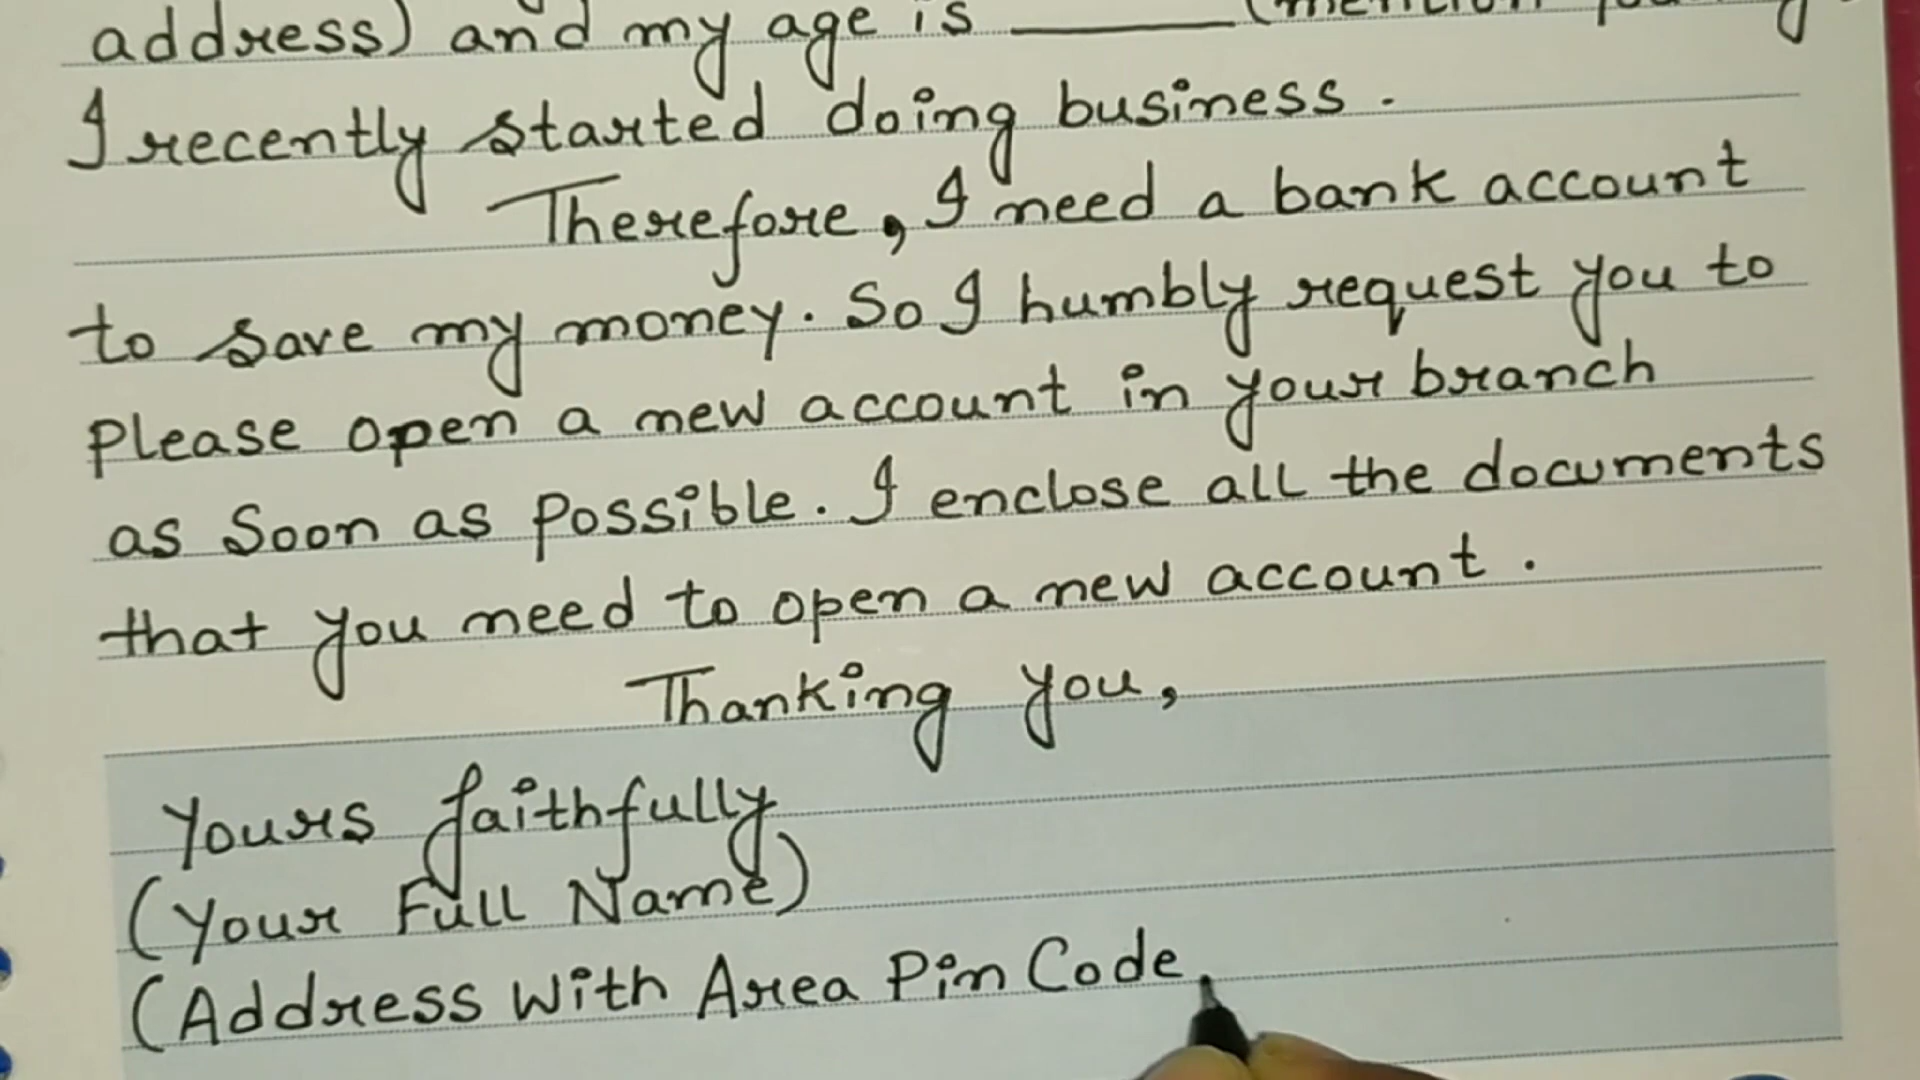 address) and my age is ______ (mention
I recently started doing business.
Therefore, I need a bank account
to save my money. So I humbly request you to
please open a new account in your branch
as soon as possible. I enclose all the documents
that you need to open a new account.
Thanking you,
Yours faithfully
(Your Full Name)
(Address with Area Pin Code,